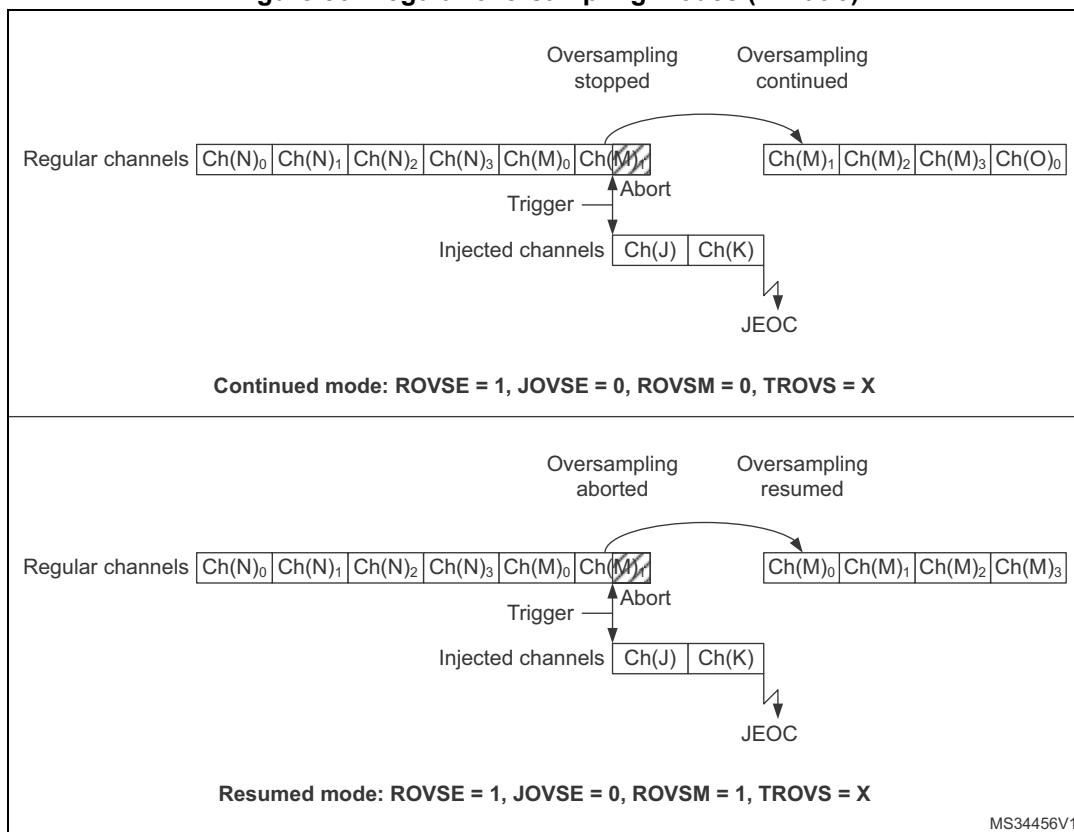 Oversampling stopped
Oversampling continued
Regular channels Ch(N)₀ Ch(N)₁ Ch(N)₂ Ch(N)₃ Ch(M)₀ Ch(M)₁ Ch(M)₁ Ch(M)₂ Ch(M)₃ Ch(O)₀
Abort
Trigger
Injected channels Ch(J) Ch(K)
JEOC
Continued mode: ROVSE = 1, JOVSE = 0, ROVSM = 0, TROVS = X
Oversampling aborted
Oversampling resumed
Regular channels Ch(N)₀ Ch(N)₁ Ch(N)₂ Ch(N)₃ Ch(M)₀ Ch(M)₁ Ch(M)₀ Ch(M)₁ Ch(M)₂ Ch(M)₃
Abort
Trigger
Injected channels Ch(J) Ch(K)
JEOC
Resumed mode: ROVSE = 1, JOVSE = 0, ROVSM = 1, TROVS = X
MS34456V1